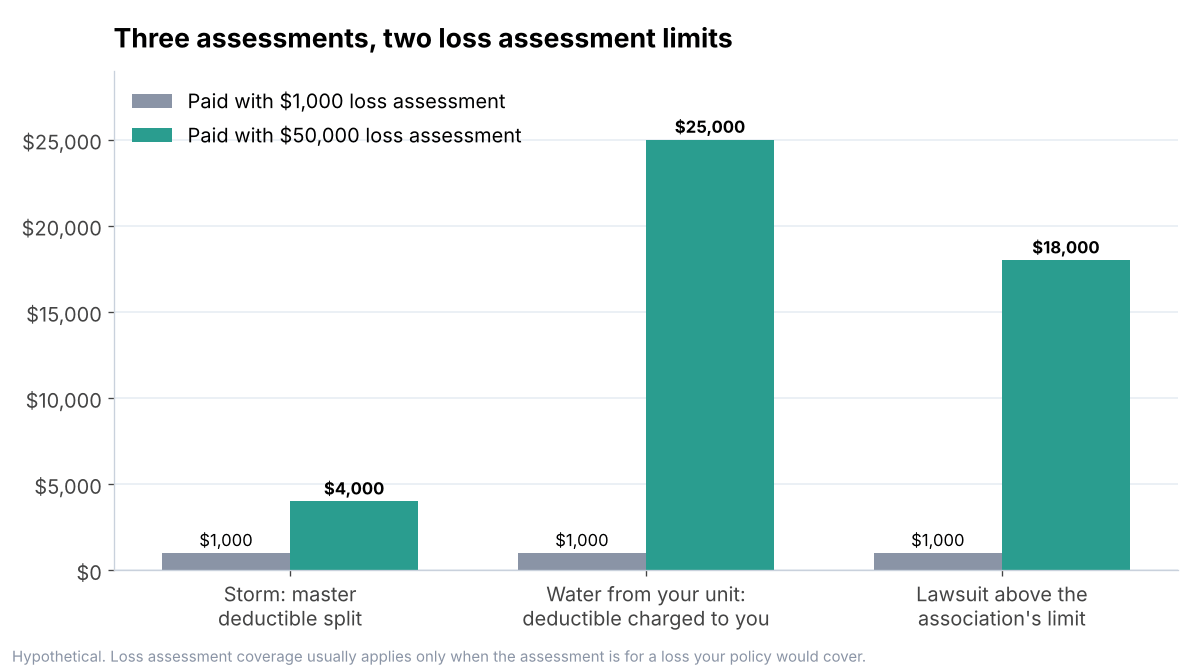 Three assessments, two loss assessment limits
Paid with $1,000 loss assessment
Paid with $50,000 loss assessment
$25,000
$20,000
$15,000
$10,000
$5,000
$0
$1,000
$4,000
$1,000
$25,000
$1,000
$18,000
Storm: master
deductible split
Water from your unit:
deductible charged to you
Lawsuit above the
association's limit
Hypothetical. Loss assessment coverage usually applies only when the assessment is for a loss your policy would cover.